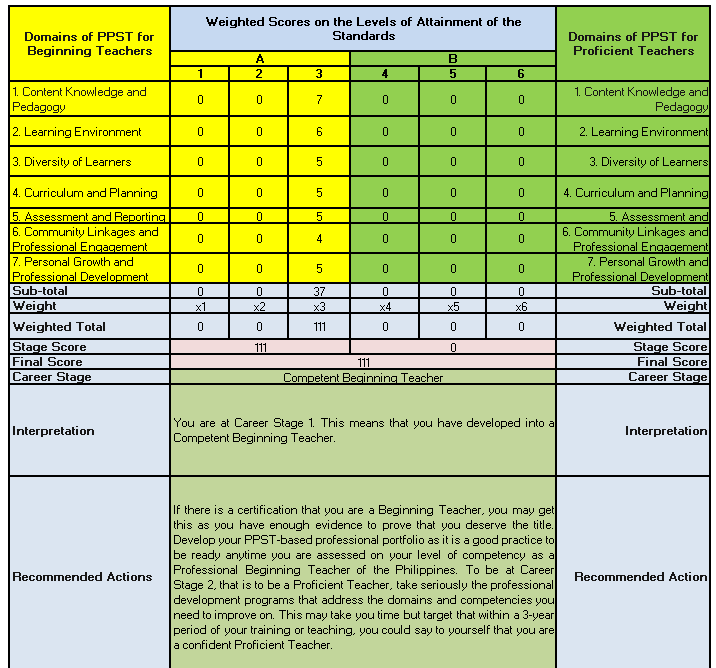 Domains of PPST for
Beginning Teachers
Weighted Scores on the Levels of Attainment of the
Standards
Domains of PPST for
Proficient Teachers
A B
1 2 3 4 5 6
1. Content Knowledge and
Pedagogy
0 0 7 0 0 0
1. Content Knowledge and
Pedagogy
2. Learning Environment 0 0 6 0 0 0 2. Learning Environment
3. Diversity of Learners 0 0 5 0 0 0 3. Diversity of Learners
4. Curriculum and Planning 0 0 5 0 0 0 4. Curriculum and Planning
5. Assessment and Reporting 0 0 5 0 0 0 5. Assessment and
6. Community Linkages and
Professional Engagement
0 0 4 0 0 0
6. Community Linkages and
Professional Engagement
7. Personal Growth and
Professional Development
0 0 5 0 0 0
7. Personal Growth and
Professional Development
Sub-total 0 0 37 0 0 0 Sub-total
Weight x1 x2 x3 x4 x5 x6 Weight
Weighted Total 0 0 111 0 0 0 Weighted Total
Stage Score 111 0 Stage Score
Final Score 111 Final Score
Career Stage Competent Beginning Teacher Career Stage
Interpretation
You are at Career Stage 1. This means that you have developed into a
Competent Beginning Teacher.
Interpretation
Recommended Actions
If there is a certification that you are a Beginning Teacher, you may get
this as you have enough evidence to prove that you deserve the title.
Develop your PPST-based professional portfolio as it is a good practice to
be ready anytime you are assessed on your level of competency as a
Professional Beginning Teacher of the Philippines. To be at Career
Stage 2, that is to be a Proficient Teacher, take seriously the professional
development programs that address the domains and competencies you
need to improve on. This may take you time but target that within a 3-year
period of your training or teaching, you could say to yourself that you are
a confident Proficient Teacher.
Recommended Action